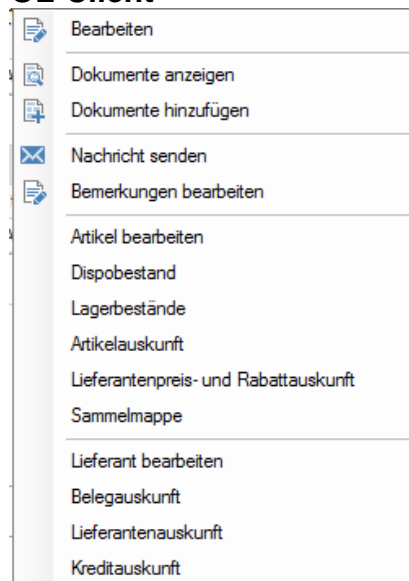 Bearbeiten
Dokumente anzeigen
Dokumente hinzufügen
Nachricht senden
Bemerkungen bearbeiten
Artikel bearbeiten
Dispobestand
Lagerbestände
Artikelauskunft
Lieferantenpreis- und Rabattauskunft
Sammelmappe
Lieferant bearbeiten
Belegauskunft
Lieferantenauskunft
Kreditauskunft